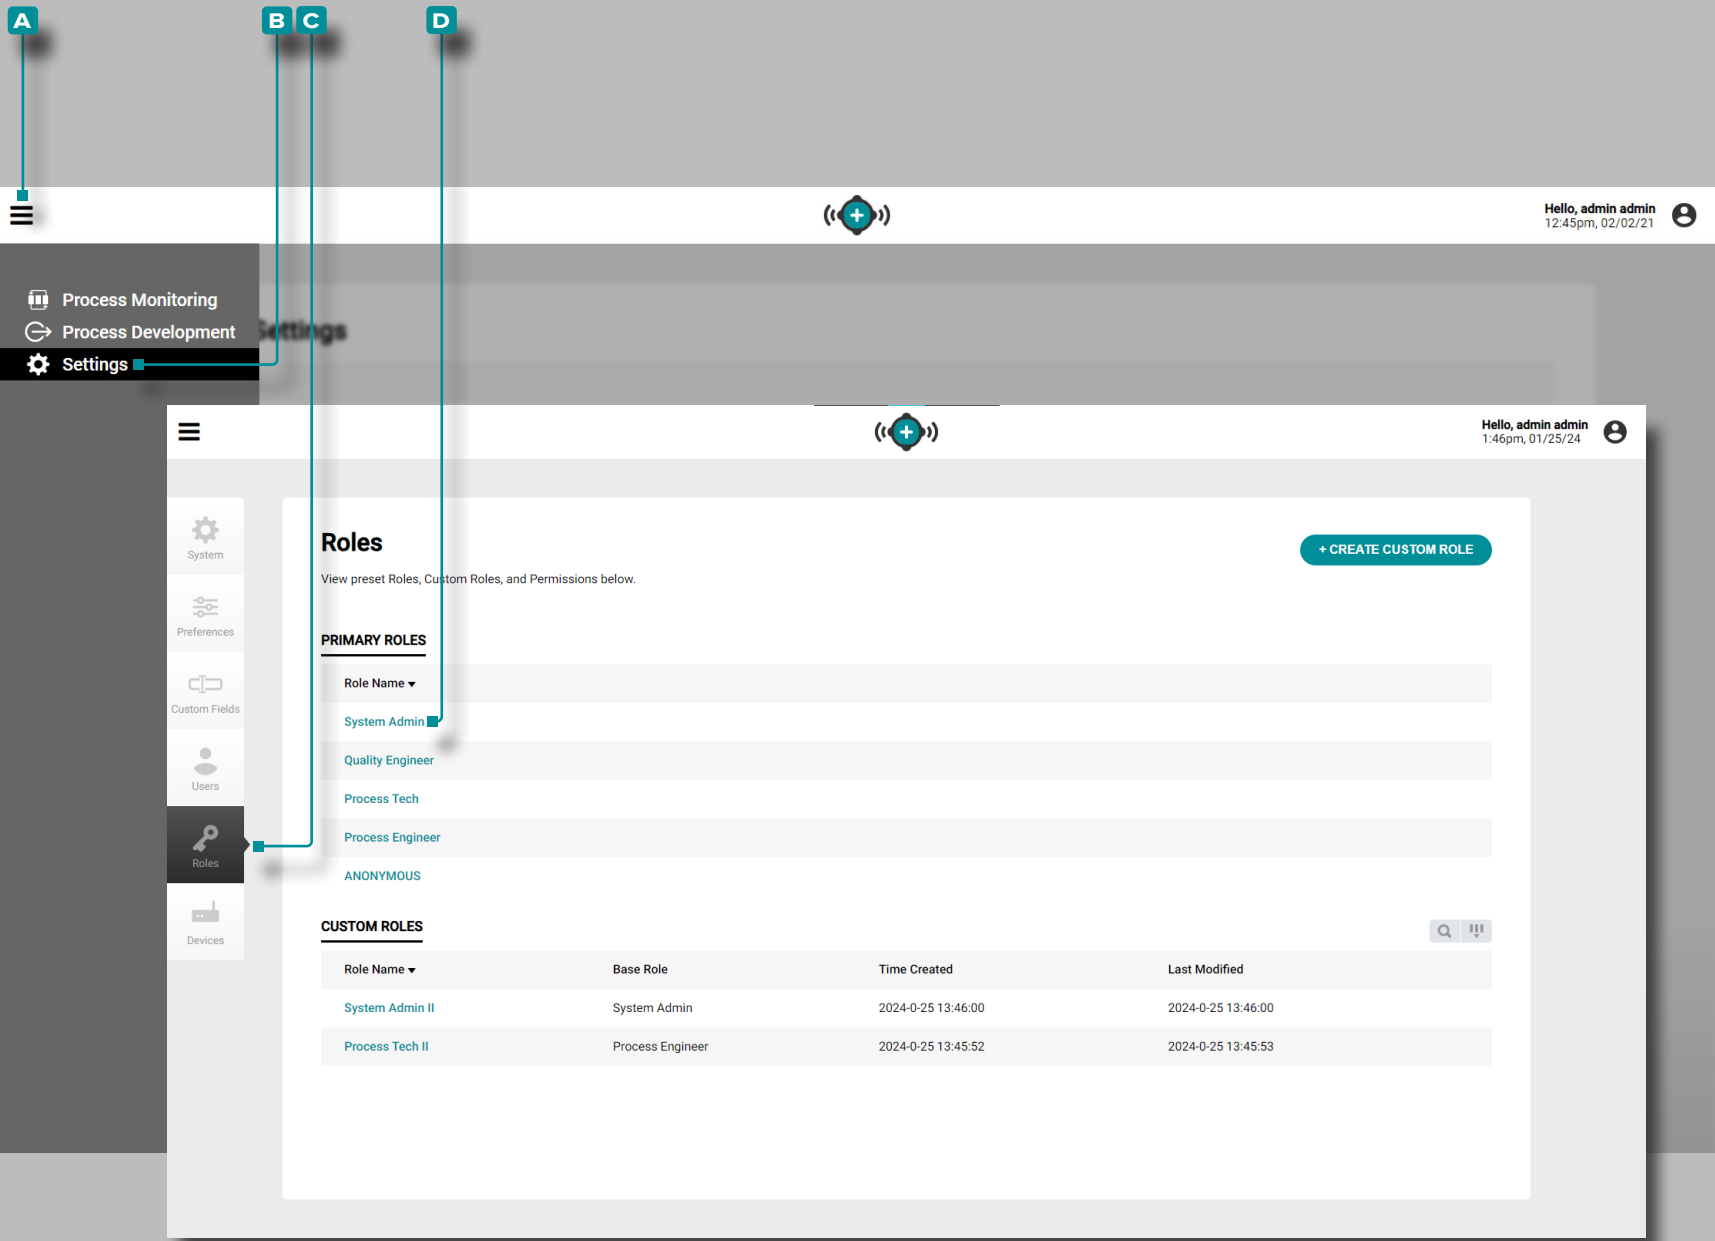 A B C D
Hello, admin admin
12:45pm, 02/02/21
Process Monitoring
Process Development
Settings
Settings
Hello, admin admin
1:46pm, 01/25/24
System
Preferences
Custom Fields
Users
Roles
Devices
Roles
+ CREATE CUSTOM ROLE
View preset Roles, Custom Roles, and Permissions below.
PRIMARY ROLES
Role Name
System Admin
Quality Engineer
Process Tech
Process Engineer
ANONYMOUS
CUSTOM ROLES
Role Name Base Role Time Created Last Modified
System Admin II System Admin 2024-0-25 13:46:00 2024-0-25 13:46:00
Process Tech II Process Engineer 2024-0-25 13:45:52 2024-0-25 13:45:53